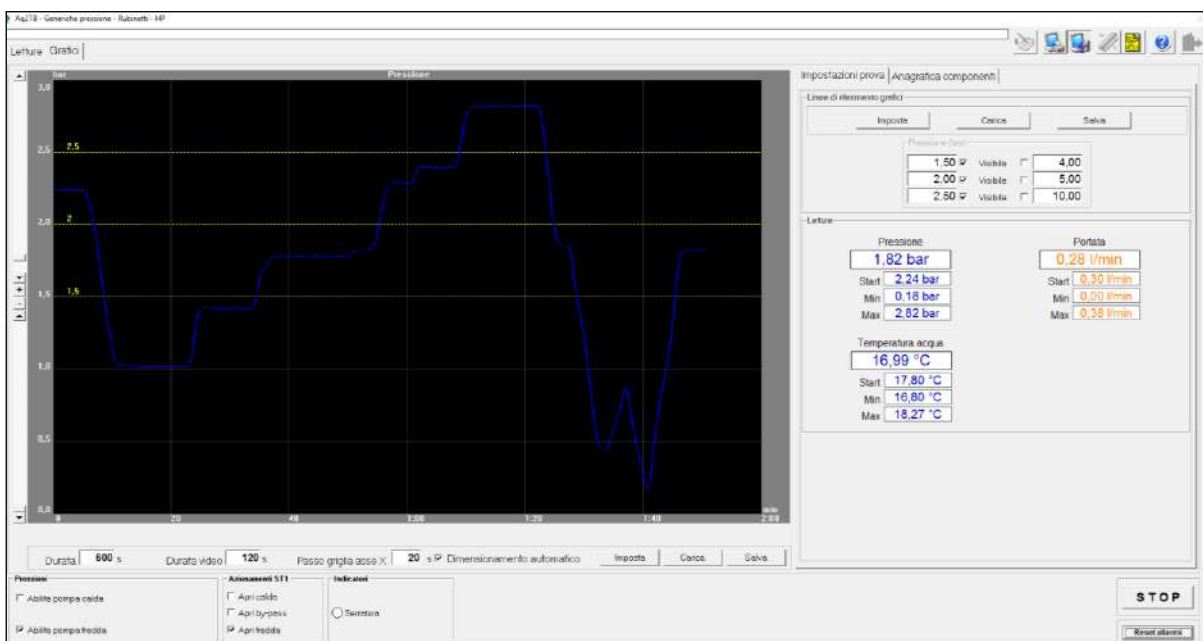 Aq2TB - Generiche pressione - Rubinetti - HP
Letture Grafici
bar Pressione
3,0
2,5 2,5
2,0 2
1,5 1,5
1,0
0,5
0,0
0 20 40 1:00 1:20 1:40 2:00
Durata 600 s Durata video 120 s Passo griglia asse X 20 s Dimensionamento automatico Imposta Carica Salva
Impostazioni prova Anagrafica componenti
Linee di riferimento grafici
Imposta Carica Salva
Pressione (bar)
1,50 Visibile 4,00
2,00 Visibile 5,00
2,50 Visibile 10,00
Letture
Pressione Portata
1,82 bar 0,28 l/min
Start 2,24 bar Start 0,30 l/min
Min 0,18 bar Min 0,00 l/min
Max 2,82 bar Max 0,38 l/min
Temperatura acqua
16,99 °C
Start 17,80 °C
Min 16,80 °C
Max 18,27 °C
Pressioni Azionamenti ST1 Indicatori
Abilita pompa calda Apri calda
Apri by-pass Serratura
Abilita pompa fredda Apri fredda
STOP
Reset allarmi